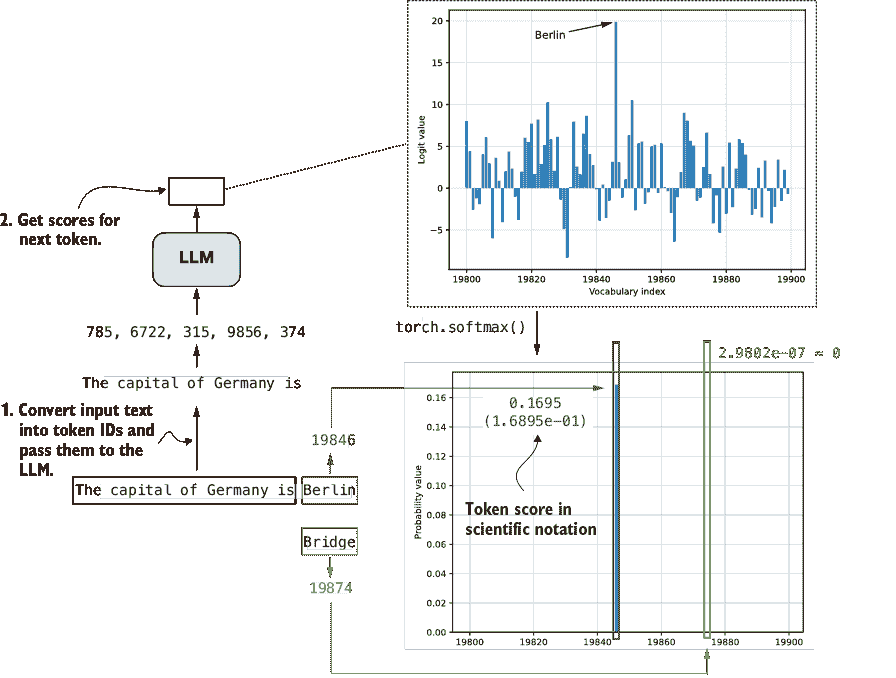 20
15
10
5
0
−5
Logit value
Berlin
19800 19820 19840 19860 19880 19900
Vocabulary index
2. Get scores for
next token.
LLM
785, 6722, 315, 9856, 374
The capital of Germany is
1. Convert input text
into token IDs and
pass them to the
LLM.
The capital of Germany is Berlin
19846
Bridge
19874
torch.softmax()
2.9802e-07 ≈ 0
0.16
0.14
0.12
0.10
0.08
0.06
0.04
0.02
0.00
Probability value
0.1695
(1.6895e-01)
Token score in
scientific notation
19800 19820 19840 19860 19880 19900